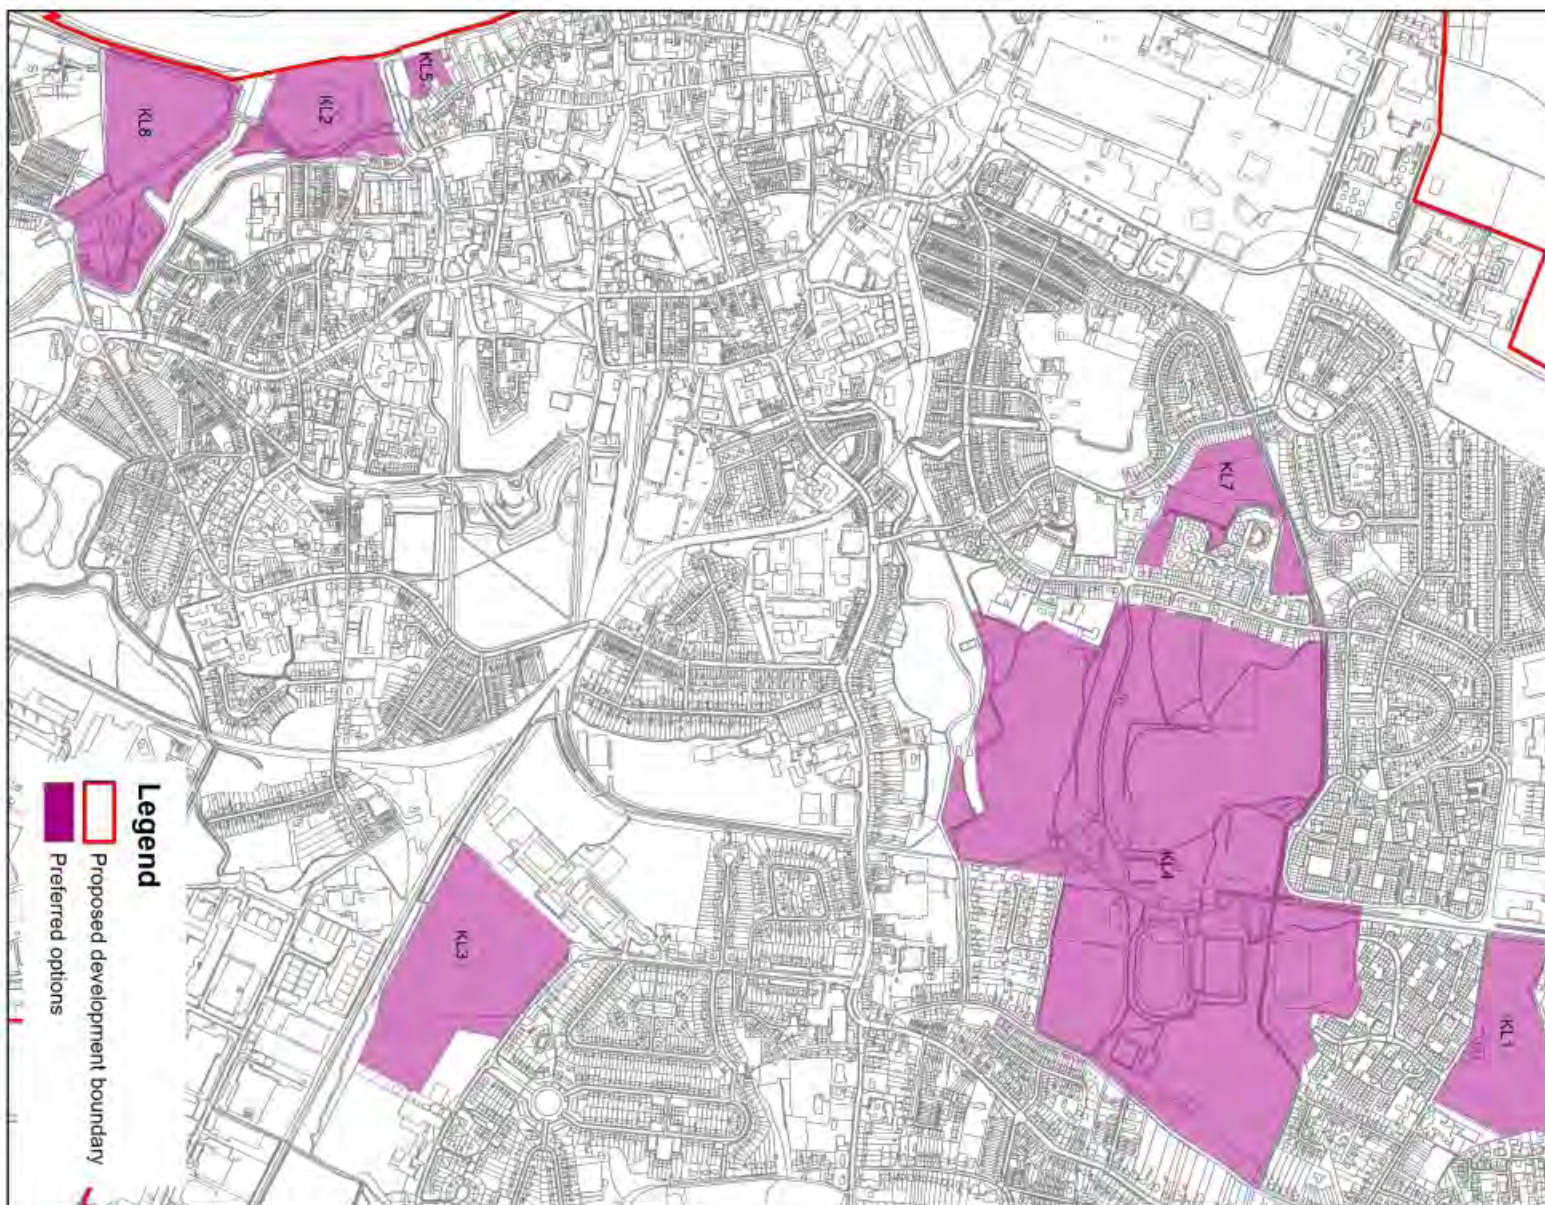 KL5
KL2
KL8
KL7
KL4
KL3
KL1
Legend
Proposed development boundary
Preferred options